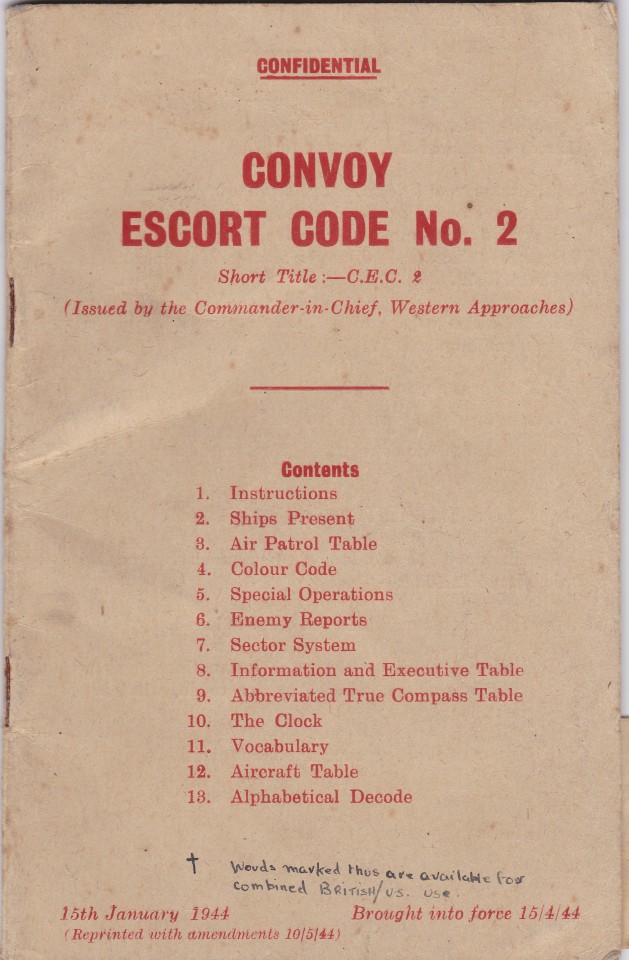 CONFIDENTIAL
CONVOY
ESCORT CODE No. 2
Short Title :—C.E.C. 2
(Issued by the Commander-in-Chief, Western Approaches)
Contents
1. Instructions
2. Ships Present
3. Air Patrol Table
4. Colour Code
5. Special Operations
6. Enemy Reports
7. Sector System
8. Information and Executive Table
9. Abbreviated True Compass Table
10. The Clock
11. Vocabulary
12. Aircraft Table
13. Alphabetical Decode
† Words marked thus are available for
combined BRITISH/U.S. use.
15th January 1944 Brought into force 15/4/44
(Reprinted with amendments 10/5/44)